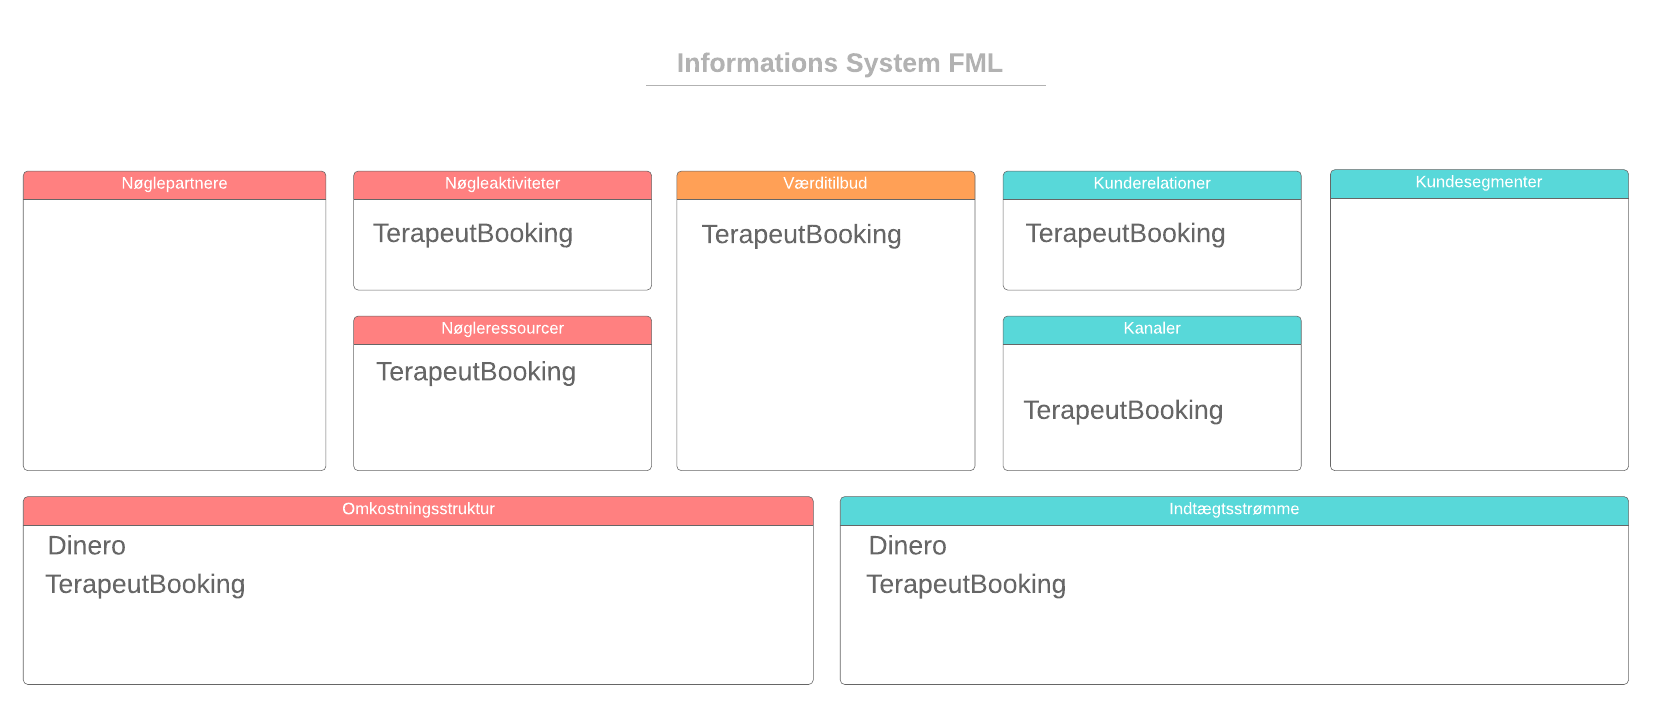 Informations System FML
Nøglepartnere
Nøgleaktiviteter
TerapeutBooking
Nøgleressourcer
TerapeutBooking
Værditilbud
TerapeutBooking
Kunderelationer
TerapeutBooking
Kanaler
TerapeutBooking
Kundesegmenter
Omkostningsstruktur
Dinero
TerapeutBooking
Indtægtsstrømme
Dinero
TerapeutBooking